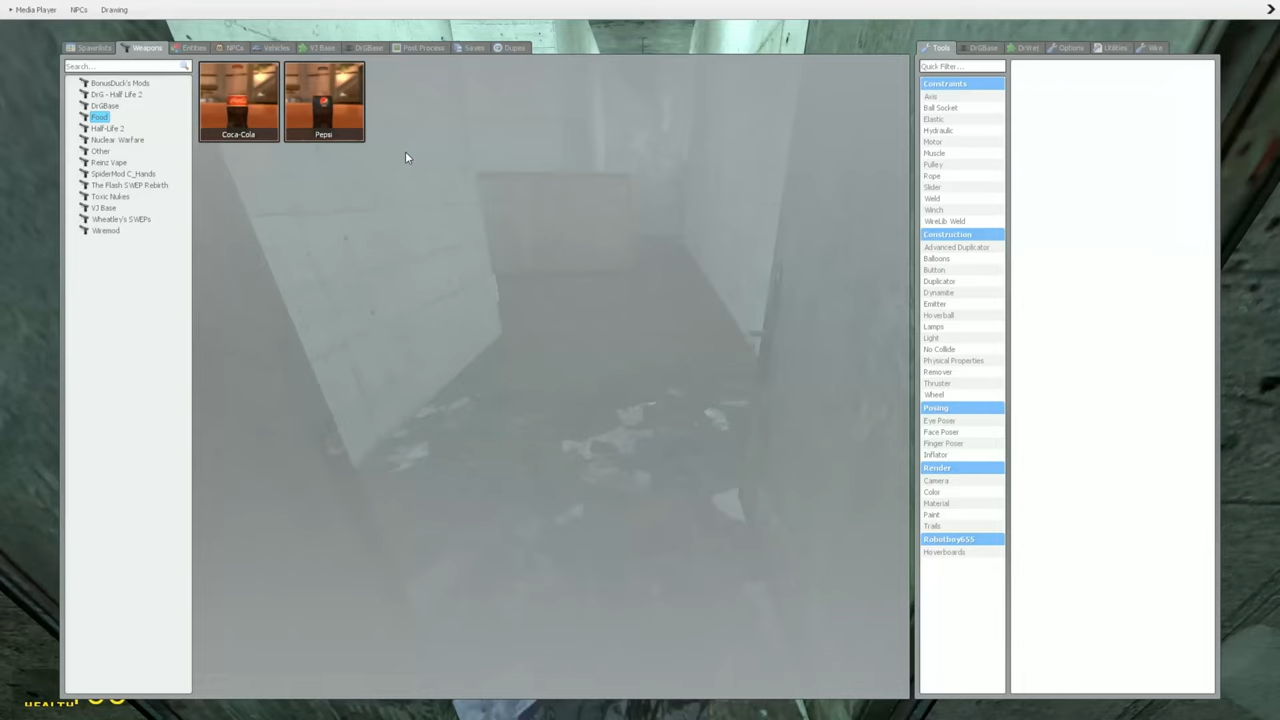 Media Player NPCs Drawing
Spawnlists Weapons Entities NPCs Vehicles VJ Base DrGBase Post Process Saves Dupes
Search...
BonusDuck's Mods
DrG - Half Life 2
DrGBase
Food
Half-Life 2
Nuclear Warfare
Other
Reinz Vape
SpiderMod C_Hands
The Flash SWEP Rebirth
Toxic Nukes
VJ Base
Wheatley's SWEPs
Wiremod
Coca-Cola
Pepsi
Tools DrGBase DrVrej Options Utilities Wire
Quick Filter...
Constraints
Axis
Ball Socket
Elastic
Hydraulic
Motor
Muscle
Pulley
Rope
Slider
Weld
Winch
WireLib Weld
Construction
Advanced Duplicator
Balloons
Button
Duplicator
Dynamite
Emitter
Hoverball
Lamps
Light
No Collide
Physical Properties
Remover
Thruster
Wheel
Posing
Eye Poser
Face Poser
Finger Poser
Inflator
Render
Camera
Color
Material
Paint
Trails
Robotboy655
Hoverboards
HEALTH